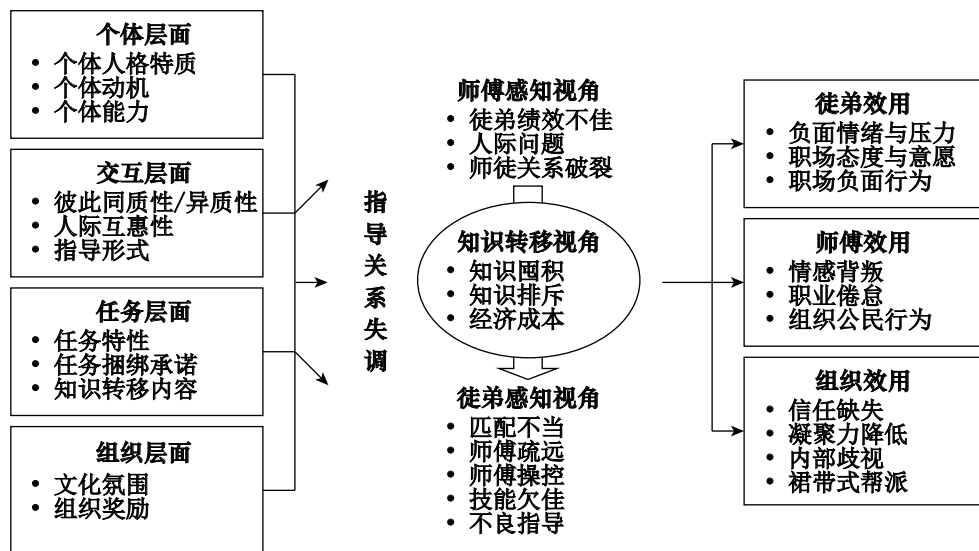 个体层面
• 个体人格特质
• 个体动机
• 个体能力
交互层面
• 彼此同质性/异质性
• 人际互惠性
• 指导形式
任务层面
• 任务特性
• 任务捆绑承诺
• 知识转移内容
组织层面
• 文化氛围
• 组织奖励
指导关系失调
师傅感知视角
• 徒弟绩效不佳
• 人际问题
• 师徒关系破裂
知识转移视角
• 知识囤积
• 知识排斥
• 经济成本
徒弟感知视角
• 匹配不当
• 师傅疏远
• 师傅操控
• 技能欠佳
• 不良指导
徒弟效用
• 负面情绪与压力
• 职场态度与意愿
• 职场负面行为
师傅效用
• 情感背叛
• 职业倦怠
• 组织公民行为
组织效用
• 信任缺失
• 凝聚力降低
• 内部歧视
• 裙带式帮派